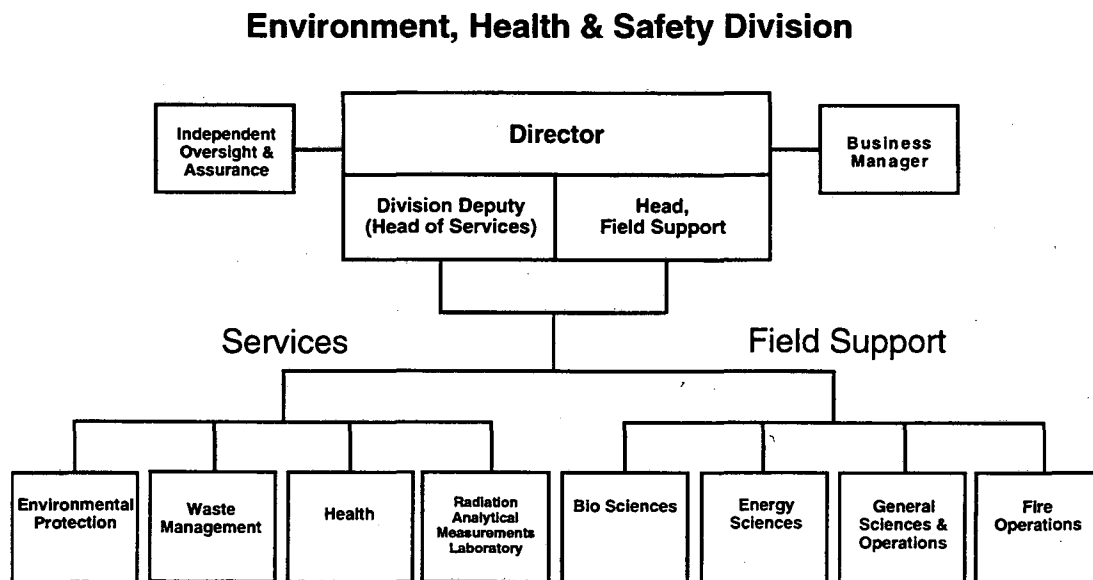 Environment, Health & Safety Division
Independent
Oversight &
Assurance
Director
Business
Manager
Division Deputy
(Head of Services)
Head,
Field Support
Services
Field Support
Environmental
Protection
Waste
Management
Health
Radiation
Analytical
Measurements
Laboratory
Bio Sciences
Energy
Sciences
General
Sciences &
Operations
Fire
Operations